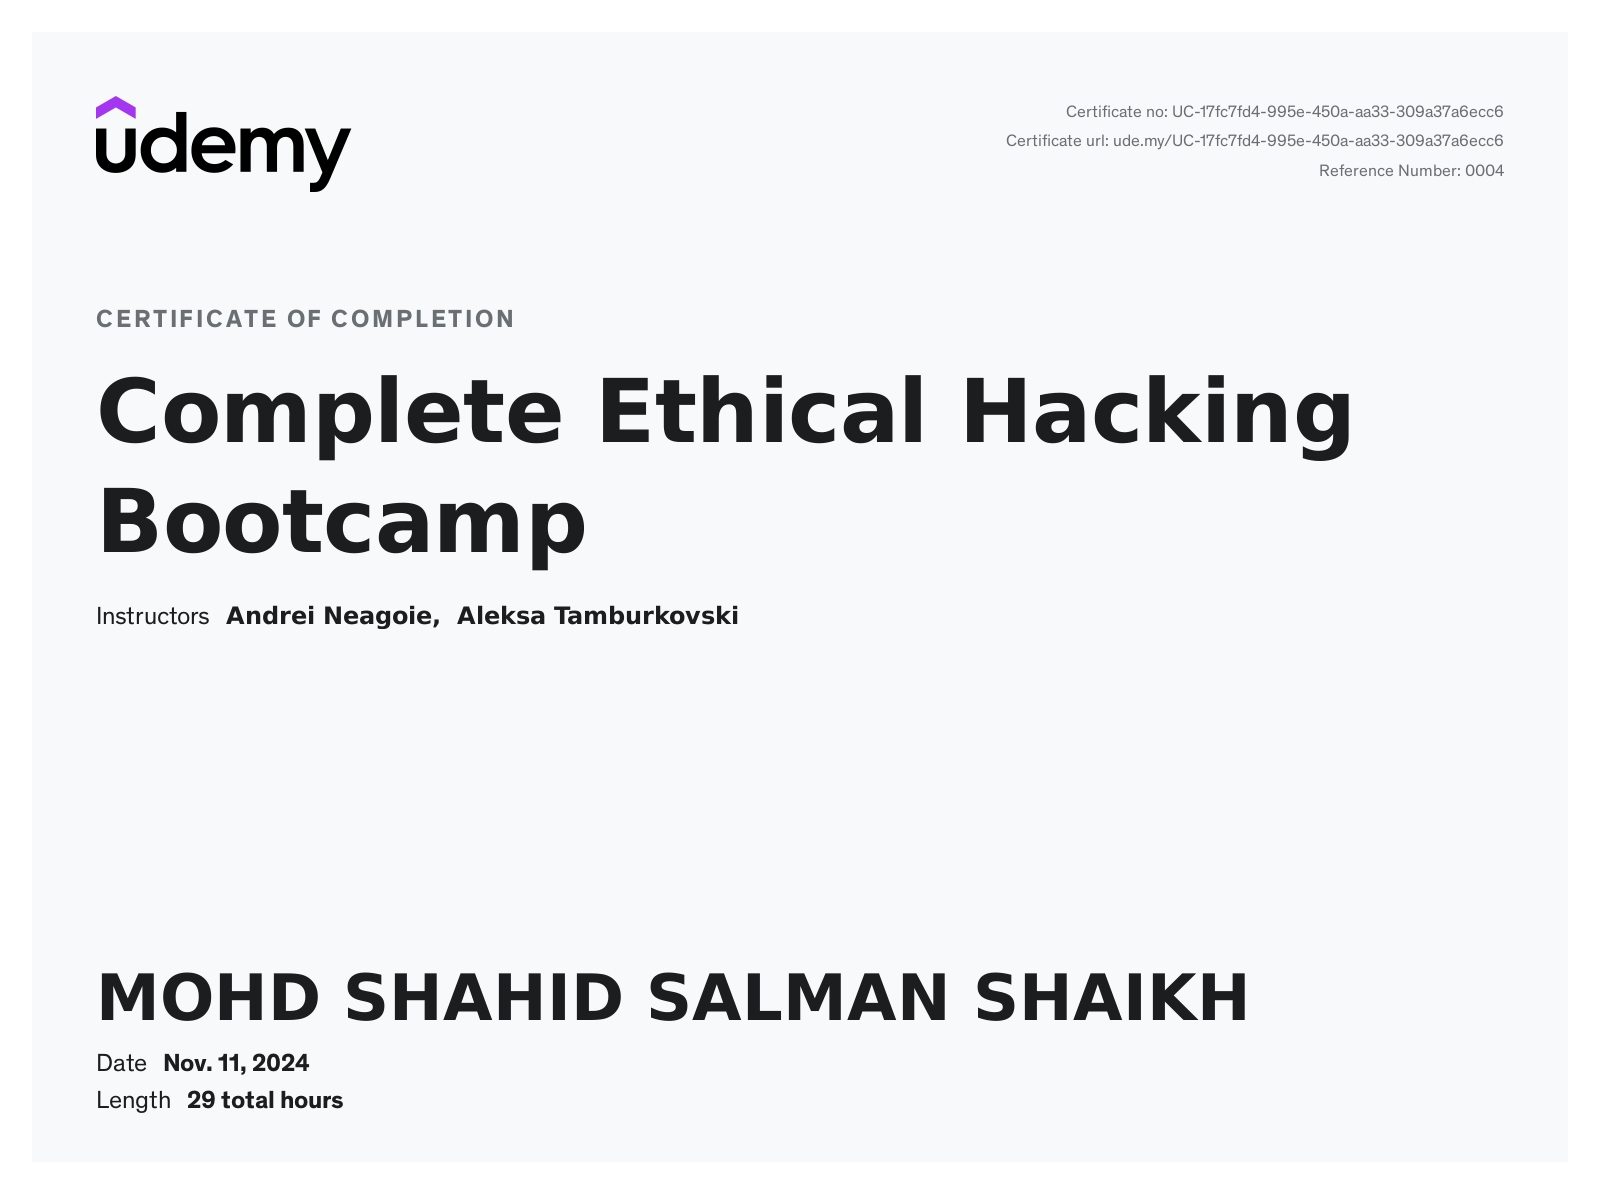 udemy
Certificate no: UC-17fc7fd4-995e-450a-aa33-309a37a6ecc6
Certificate url: ude.my/UC-17fc7fd4-995e-450a-aa33-309a37a6ecc6
Reference Number: 0004
CERTIFICATE OF COMPLETION
Complete Ethical Hacking
Bootcamp
Instructors Andrei Neagoie, Aleksa Tamburkovski
MOHD SHAHID SALMAN SHAIKH
Date Nov. 11, 2024
Length 29 total hours